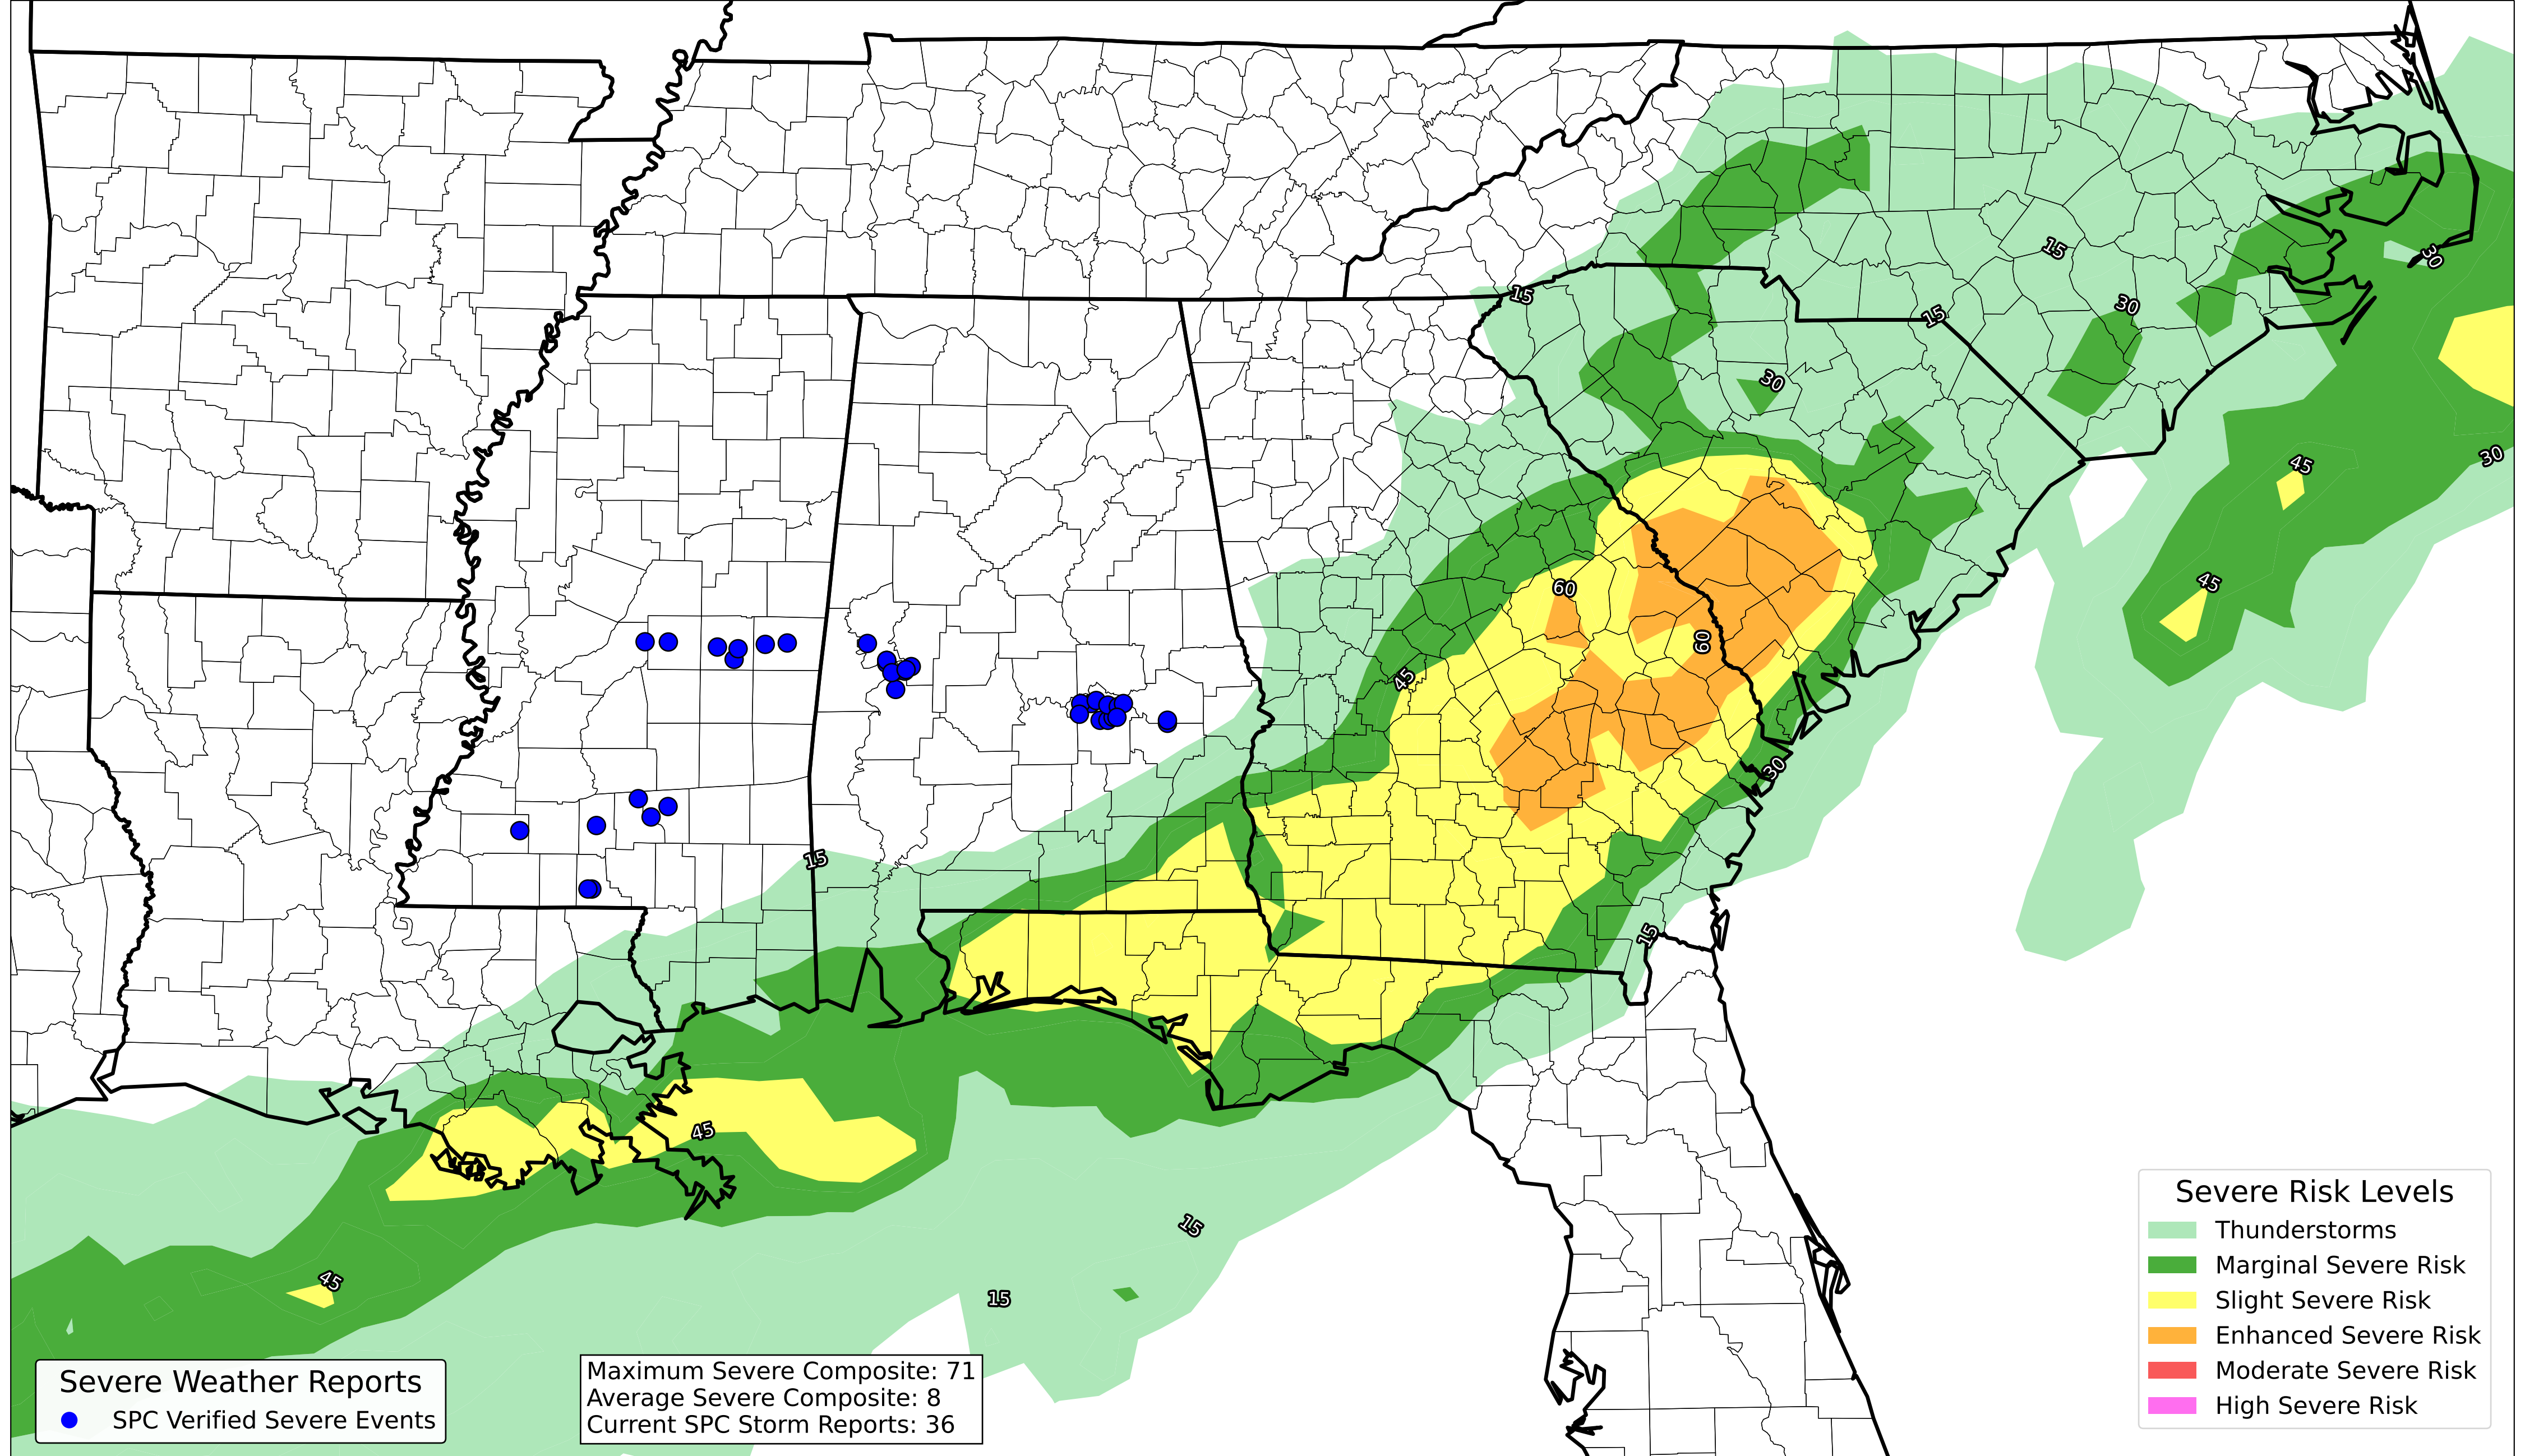 15
30
15
15
30
30
30
45
30
45
60
60
45
30
15
15
45
15
45
15
Severe Risk Levels
Thunderstorms
Marginal Severe Risk
Slight Severe Risk
Enhanced Severe Risk
Moderate Severe Risk
High Severe Risk
Severe Weather Reports
SPC Verified Severe Events
Maximum Severe Composite: 71
Average Severe Composite: 8
Current SPC Storm Reports: 36